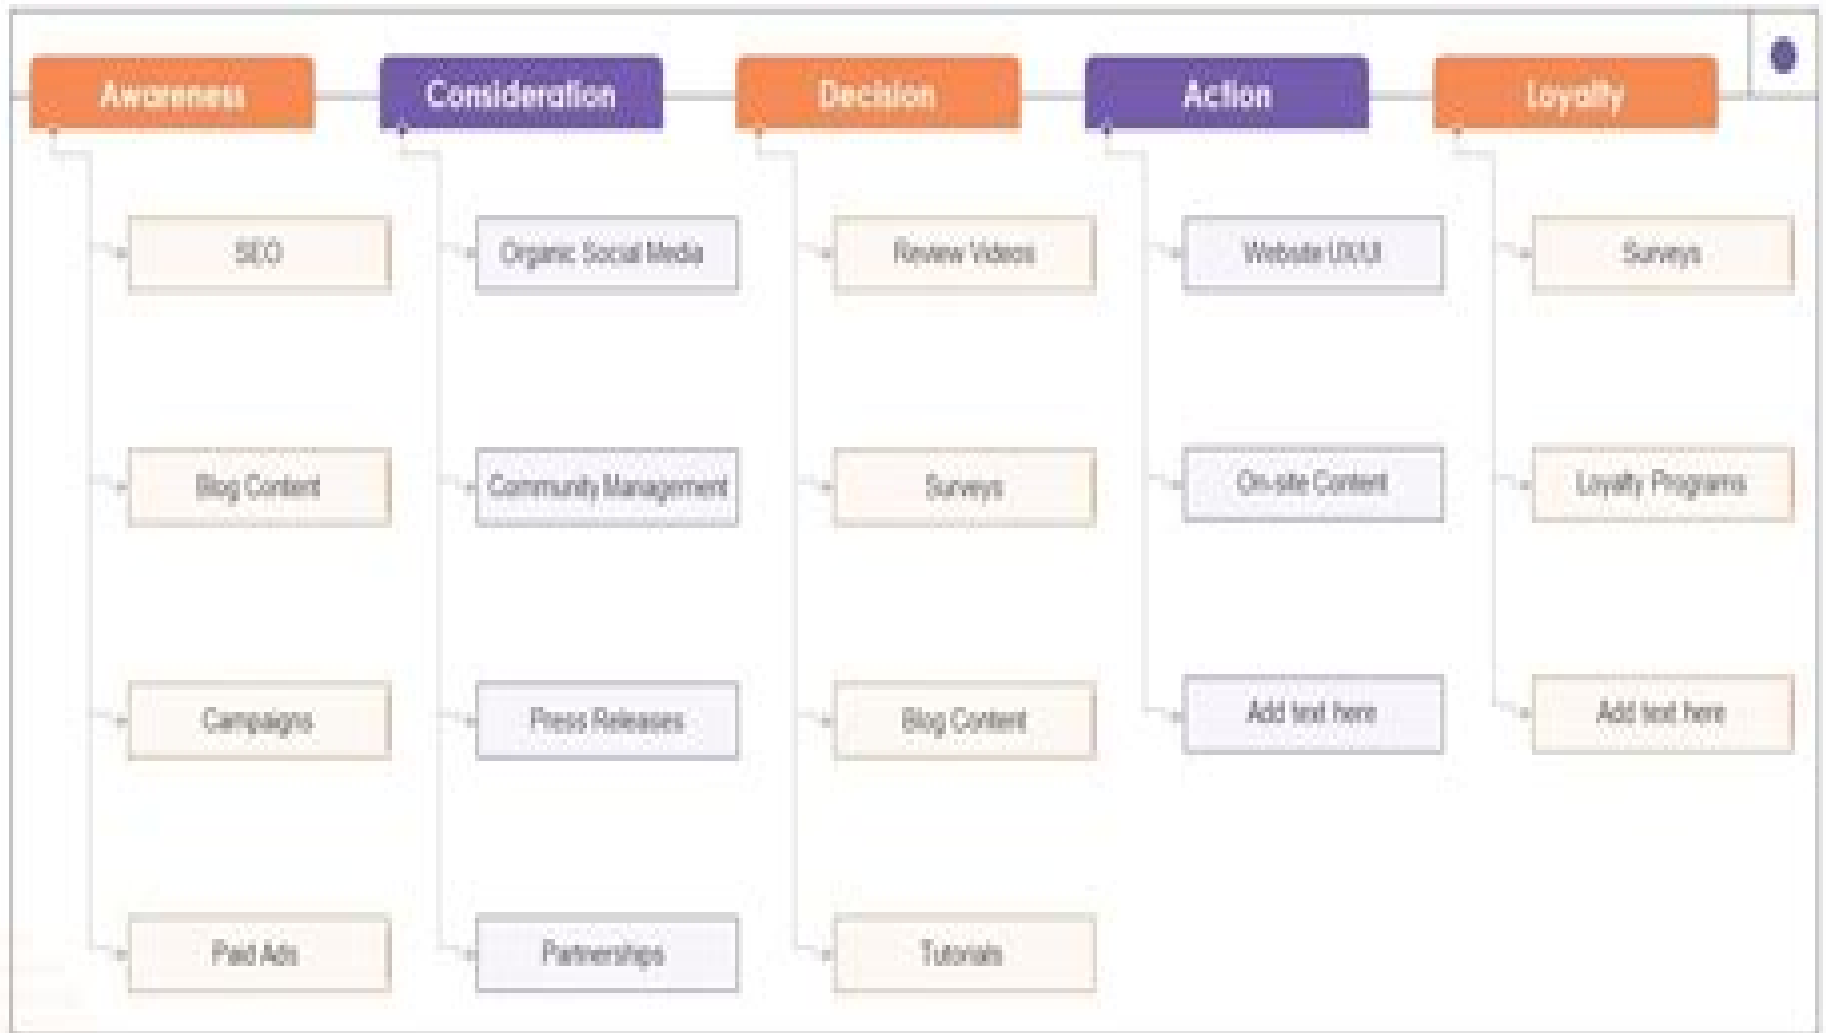 Awareness
Consideration
Decision
Action
Loyalty
SEO
Organic Social Media
Review Videos
Website UX/UI
Surveys
Blog Content
Community Management
Surveys
On-site Content
Loyalty Programs
Campaigns
Press Releases
Blog Content
Add text here
Add text here
Paid Ads
Partnerships
Tutorials